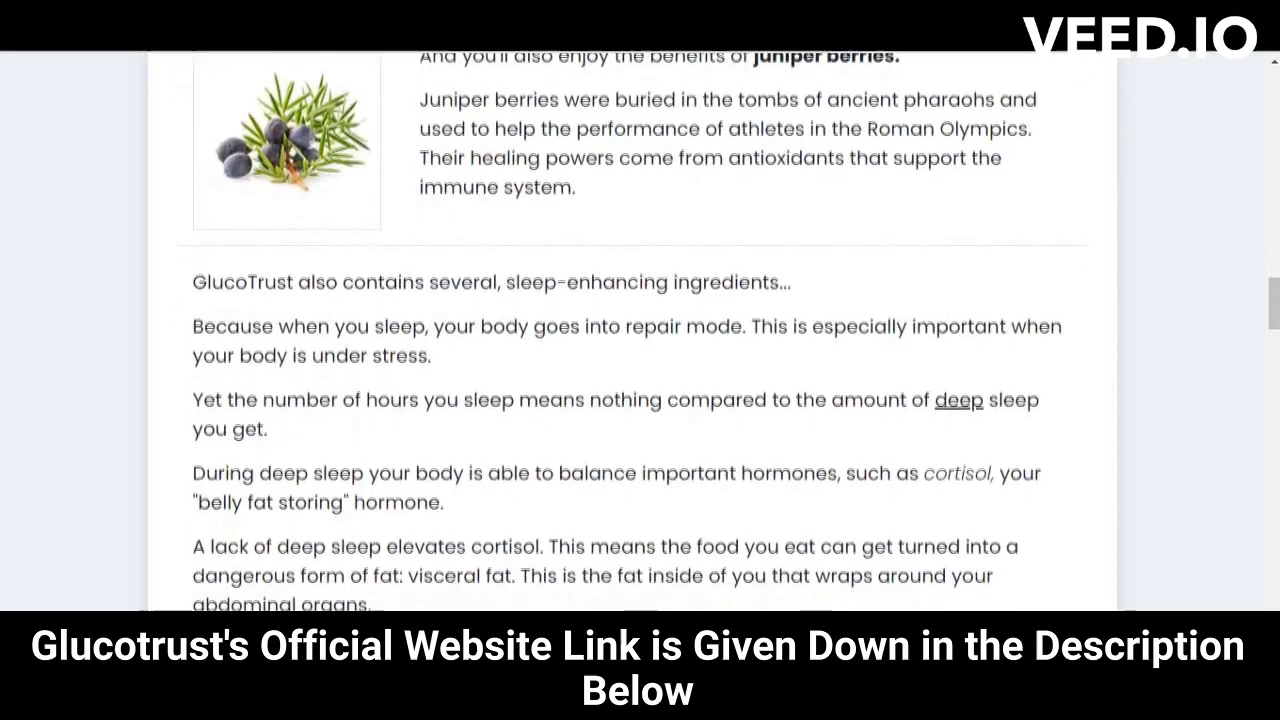 VEED.IO
And you'll also enjoy the benefits of juniper berries.
Juniper berries were buried in the tombs of ancient pharaohs and
used to help the performance of athletes in the Roman Olympics.
Their healing powers come from antioxidants that support the
immune system.
GlucoTrust also contains several, sleep-enhancing ingredients...
Because when you sleep, your body goes into repair mode. This is especially important when
your body is under stress.
Yet the number of hours you sleep means nothing compared to the amount of deep sleep
you get.
During deep sleep your body is able to balance important hormones, such as cortisol, your
"belly fat storing" hormone.
A lack of deep sleep elevates cortisol. This means the food you eat can get turned into a
dangerous form of fat: visceral fat. This is the fat inside of you that wraps around your
abdominal organs.
Glucotrust's Official Website Link is Given Down in the Description
Below